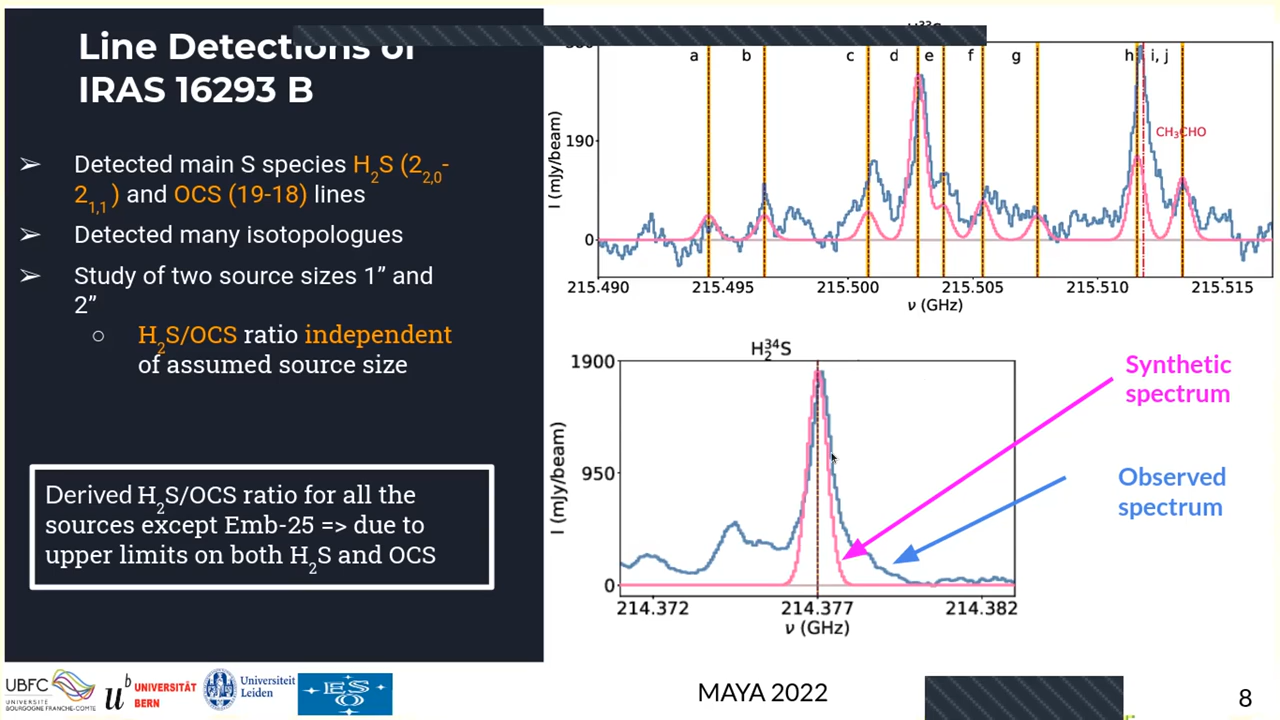 Line Detections of
IRAS 16293 B
➢ Detected main S species H2S (22,0-
21,1 ) and OCS (19-18) lines
➢ Detected many isotopologues
➢ Study of two source sizes 1” and
2”
○ H2S/OCS ratio independent
of assumed source size
Derived H2S/OCS ratio for all the
sources except Emb-25 => due to
upper limits on both H2S and OCS
a b c d e f g h i, j
CH3CHO
190
0
I (mJy/beam)
215.490 215.495 215.500 215.505 215.510 215.515
ν (GHz)
H₂³⁴S
1900
950
0
I (mJy/beam)
214.372 214.377 214.382
ν (GHz)
Synthetic
spectrum
Observed
spectrum
UBFC
UNIVERSITÉ
BOURGOGNE FRANCHE-COMTÉ
u b
UNIVERSITÄT
BERN
Universiteit
Leiden
ESO
MAYA 2022
8